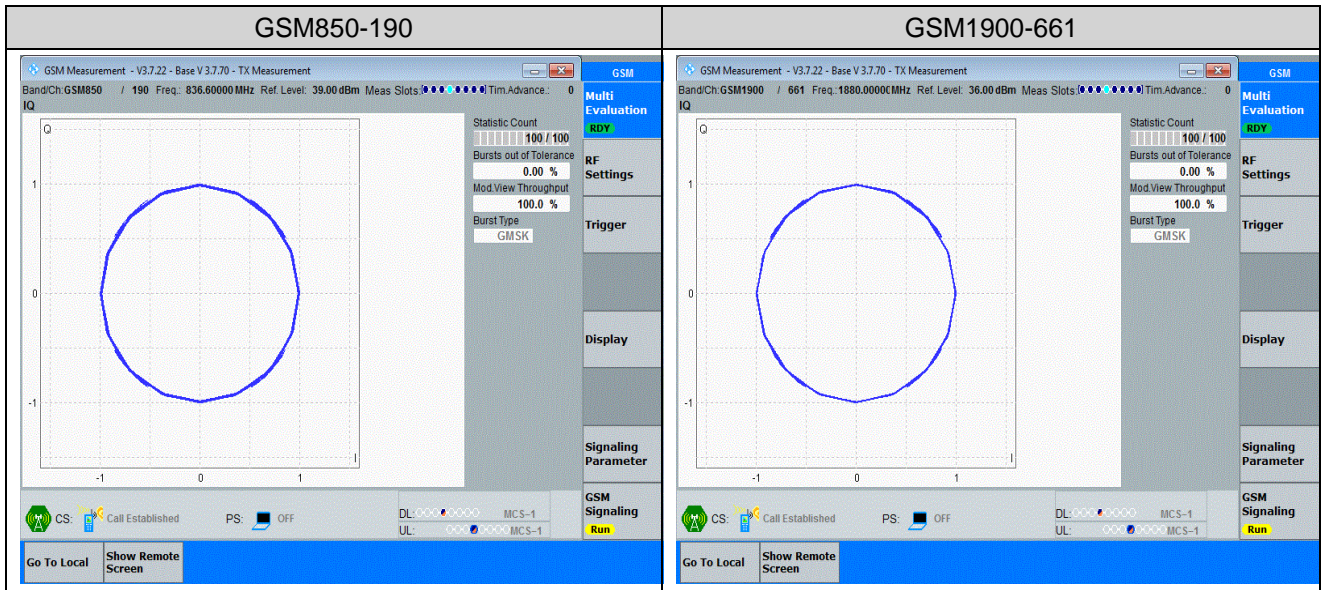 GSM850-190
GSM1900-661
GSM Measurement - V3.7.22 - Base V 3.7.70 - TX Measurement
GSM
Band/Ch:GSM850 / 190 Freq.: 836.60000 MHz Ref. Level: 39.00 dBm Meas Slots: Tim.Advance.: 0
IQ
Multi
Evaluation
RDY
Q
Statistic Count
100 / 100
Bursts out of Tolerance
0.00 %
Mod.View Throughput
100.0 %
Burst Type
GMSK
RF
Settings
Trigger
1
0
-1
I
-1 0 1
Display
Signaling
Parameter
GSM
Signaling
Run
CS: Call Established PS: OFF
DL: MCS-1
UL: MCS-1
Go To Local
Show Remote
Screen
GSM Measurement - V3.7.22 - Base V 3.7.70 - TX Measurement
GSM
Band/Ch:GSM1900 / 661 Freq.:1880.0000(MHz Ref. Level: 36.00 dBm Meas Slots: Tim.Advance.: 0
IQ
Multi
Evaluation
RDY
Q
Statistic Count
100 / 100
Bursts out of Tolerance
0.00 %
Mod.View Throughput
100.0 %
Burst Type
GMSK
RF
Settings
Trigger
1
0
-1
I
-1 0 1
Display
Signaling
Parameter
GSM
Signaling
Run
CS: Call Established PS: OFF
DL: MCS-1
UL: MCS-1
Go To Local
Show Remote
Screen